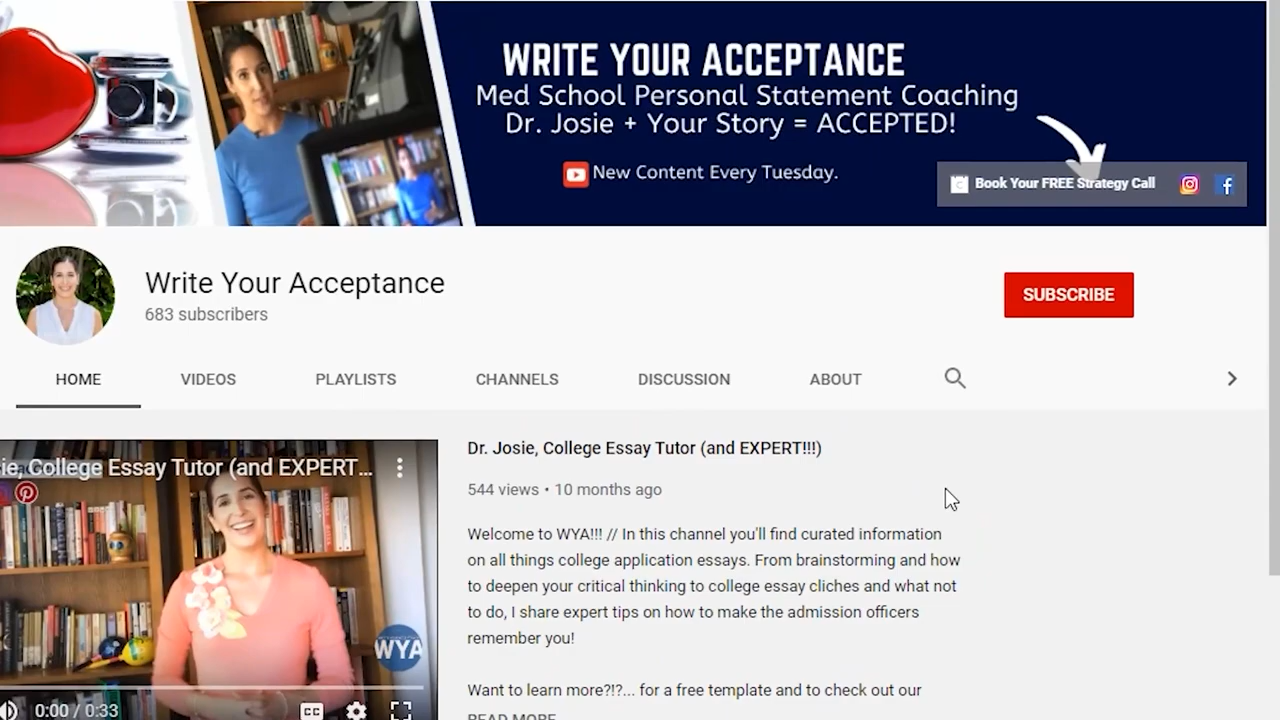 WRITE YOUR ACCEPTANCE
Med School Personal Statement Coaching
Dr. Josie + Your Story = ACCEPTED!
New Content Every Tuesday.
Book Your FREE Strategy Call
Write Your Acceptance
683 subscribers
SUBSCRIBE
HOME
VIDEOS
PLAYLISTS
CHANNELS
DISCUSSION
ABOUT
ie, College Essay Tutor (and EXPERT...
WYA
0:00 / 0:33
CC
Dr. Josie, College Essay Tutor (and EXPERT!!!)
544 views • 10 months ago
Welcome to WYA!!! // In this channel you'll find curated information
on all things college application essays. From brainstorming and how
to deepen your critical thinking to college essay cliches and what not
to do, I share expert tips on how to make the admission officers
remember you!
Want to learn more?!?... for a free template and to check out our
READ MORE